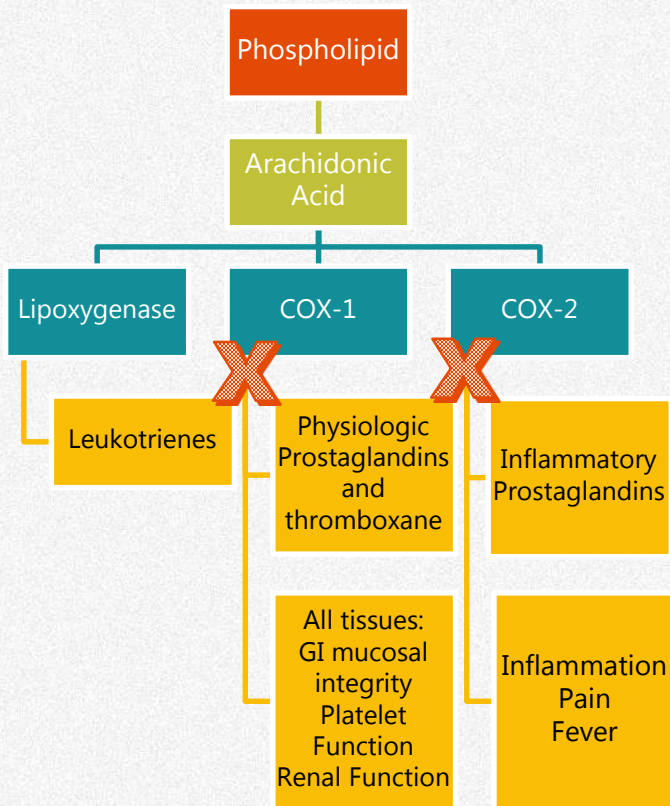 Phospholipid
Arachidonic
Acid
Lipoxygenase
COX-1
COX-2
Leukotrienes
Physiologic
Prostaglandins
and
thromboxane
Inflammatory
Prostaglandins
All tissues:
GI mucosal
integrity
Platelet
Function
Renal Function
Inflammation
Pain
Fever